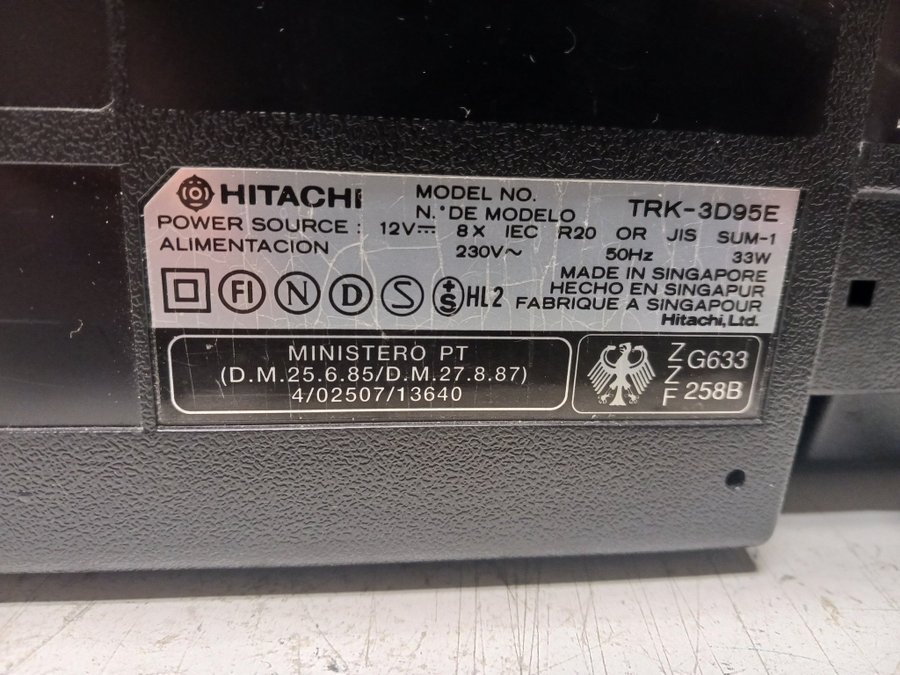 HITACHI MODEL NO. TRK-3D95E
N.° DE MODELO
POWER SOURCE : 12V⎓ 8X IEC R20 OR JIS SUM-1
ALIMENTACION 230V~ 50Hz 33W
MADE IN SINGAPORE
HECHO EN SINGAPUR
FABRIQUE A SINGAPOUR
Hitachi, Ltd.
FI N D S +S HL2
MINISTERO PT
(D.M.25.6.85/D.M.27.8.87)
4/02507/13640
ZZF G633
258B